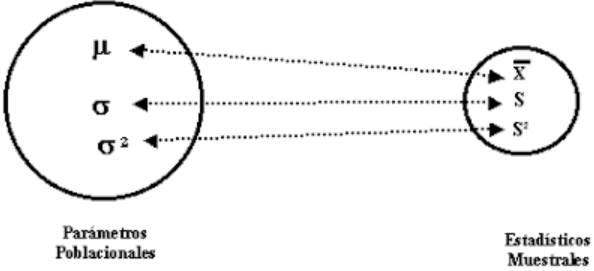 μ
σ
σ²
X̅
S
S²
Parámetros
Poblacionales
Estadísticos
Muestrales